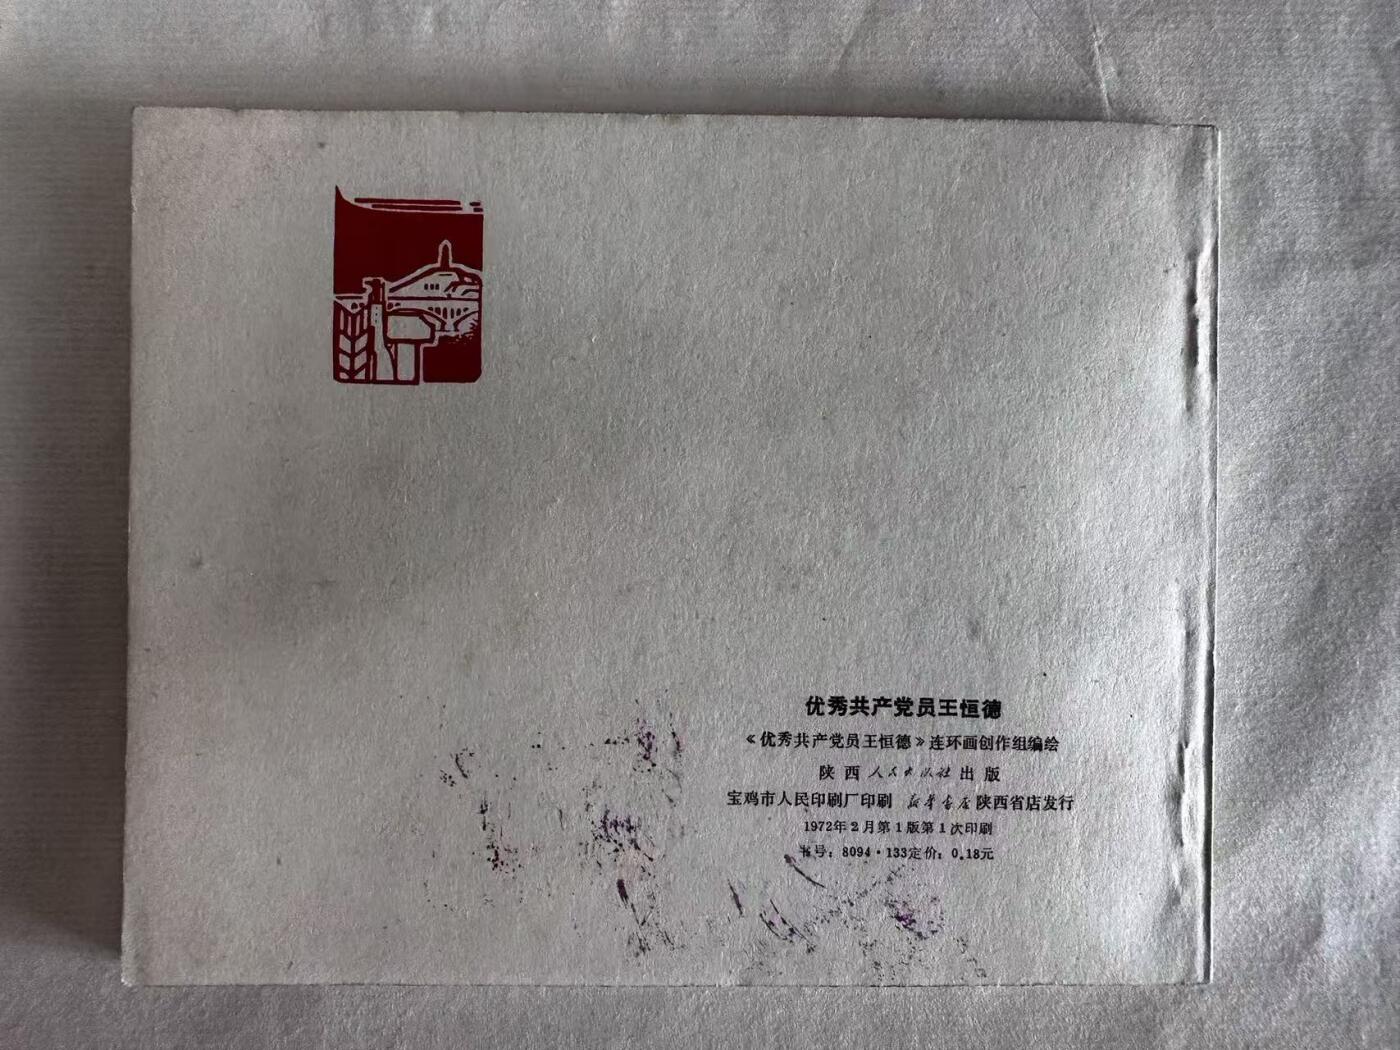 优秀共产党员王恒德
《优秀共产党员王恒德》连环画创作组编绘
陕西人民出版社出版
宝鸡市人民印刷厂印刷 新华书店陕西省店发行
1972年2月第1版第1次印刷
书号：8094·133定价：0.18元